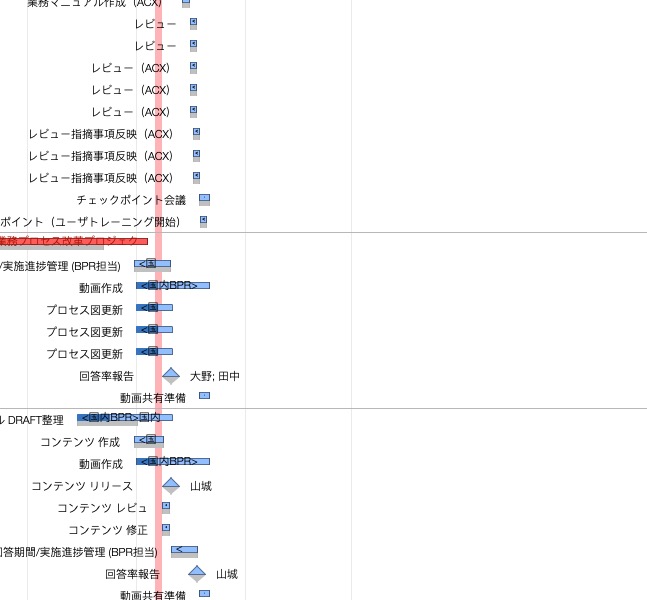 業務マニュアル作成 (ACX)
レビュー
レビュー
レビュー (ACX)
レビュー (ACX)
レビュー (ACX)
レビュー指摘事項反映 (ACX)
レビュー指摘事項反映 (ACX)
レビュー指摘事項反映 (ACX)
チェックポイント会議
ポイント（ユーザトレーニング開始）
業務プロセス改革プロジェク
/実施進捗管理 (BPR担当) <国
動画作成 <国内BPR>
プロセス図更新 <国
プロセス図更新 <国
プロセス図更新 <国
回答率報告 大野; 田中
動画共有準備
ル DRAFT整理 <国内BPR>国内
コンテンツ 作成 <国
動画作成 <国内BPR>
コンテンツ リリース 山城
コンテンツ レビュ
コンテンツ 修正
答期間/実施進捗管理 (BPR担当) <
回答率報告 山城
動画共有準備